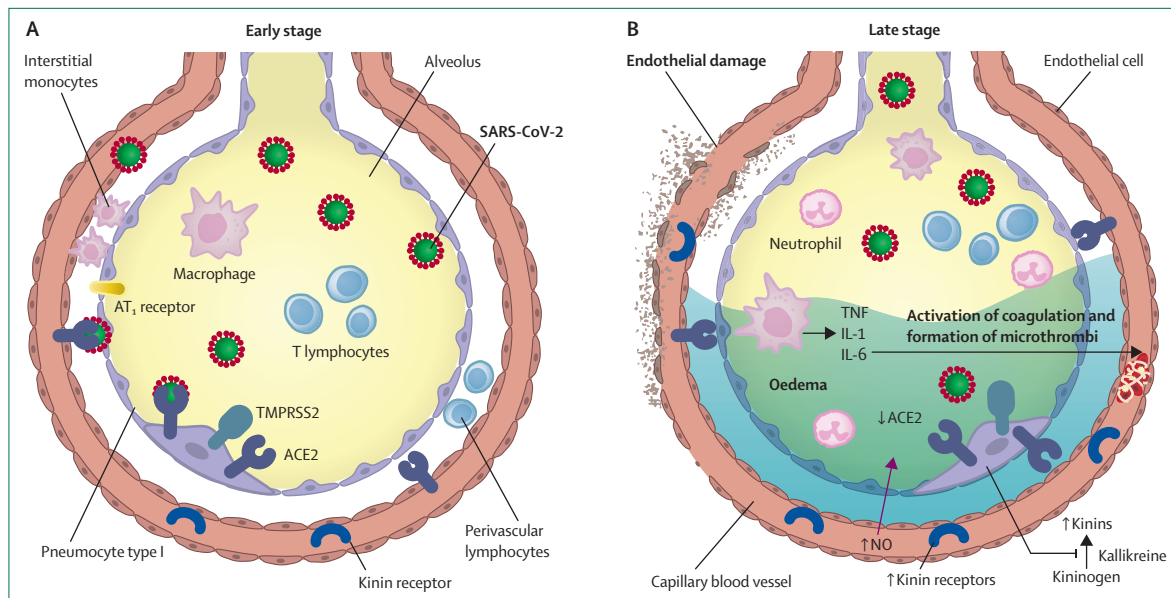 A
Early stage
Interstitial
monocytes
Alveolus
SARS-CoV-2
Macrophage
AT₁ receptor
T lymphocytes
TMPRSS2
ACE2
Pneumocyte type I
Kinin receptor
Perivascular
lymphocytes
B
Late stage
Endothelial damage
Endothelial cell
Neutrophil
TNF
IL-1
IL-6
Activation of coagulation and
formation of microthrombi
Oedema
↓ACE2
↑NO
Capillary blood vessel
↑Kinin receptors
↑Kinins
Kallikreine
Kininogen